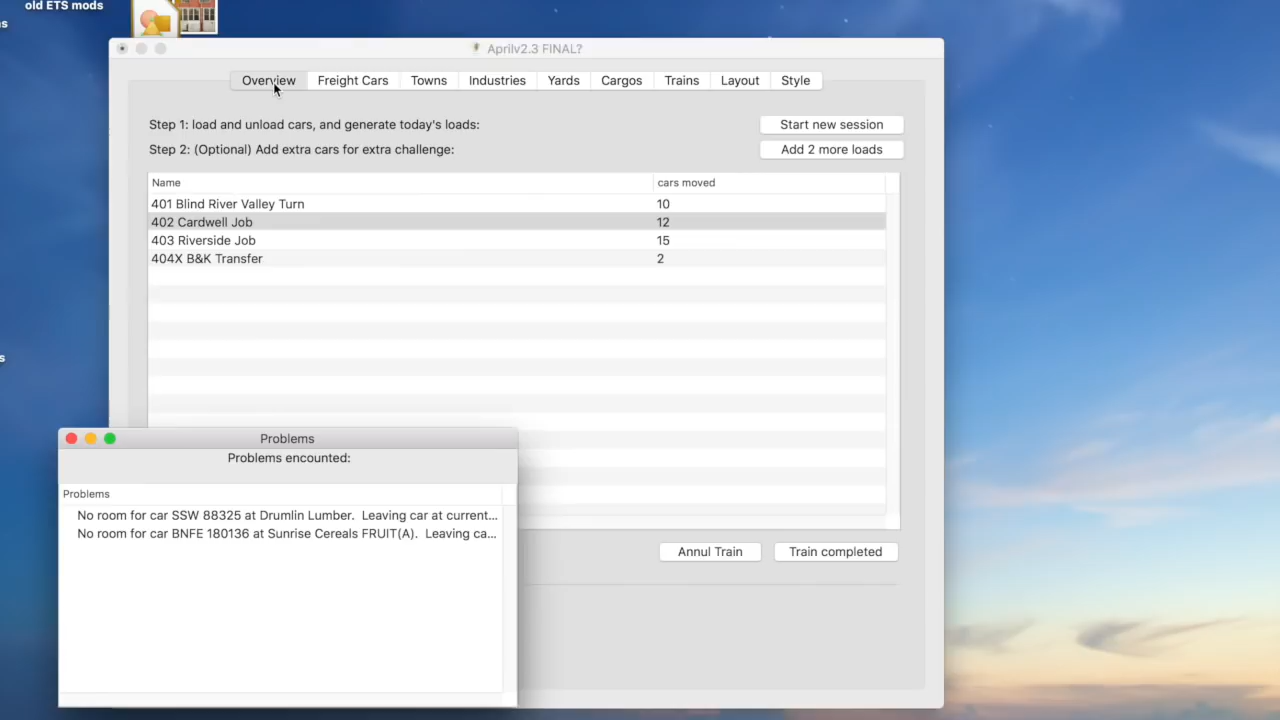 old ETS mods
s
Aprilv2.3 FINAL?
Overview Freight Cars Towns Industries Yards Cargos Trains Layout Style
Step 1: load and unload cars, and generate today's loads: Start new session
Step 2: (Optional) Add extra cars for extra challenge: Add 2 more loads
Name cars moved
401 Blind River Valley Turn 10
402 Cardwell Job 12
403 Riverside Job 15
404X B&K Transfer 2
s
Problems
Problems encounted:
Problems
No room for car SSW 88325 at Drumlin Lumber. Leaving car at current...
No room for car BNFE 180136 at Sunrise Cereals FRUIT(A). Leaving ca...
Annul Train Train completed